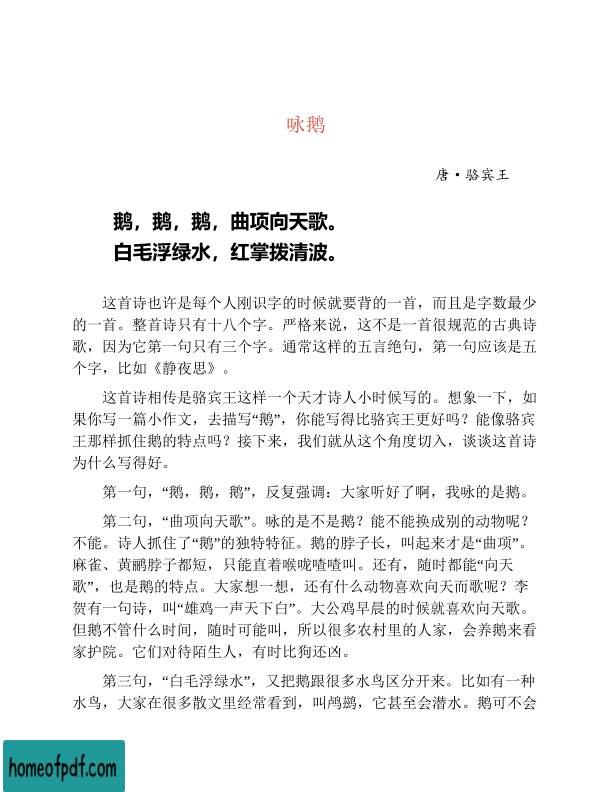 咏鹅
唐·骆宾王
鹅，鹅，鹅，曲项向天歌。
白毛浮绿水，红掌拨清波。
这首诗也许是每个人刚识字的时候就要背的一首，而且是字数最少
的一首。整首诗只有十八个字。严格来说，这不是一首很规范的古典诗
歌，因为它第一句只有三个字。通常这样的五言绝句，第一句应该是五
个字，比如《静夜思》。
这首诗相传是骆宾王这样一个天才诗人小时候写的。想象一下，如
果你写一篇小作文，去描写“鹅”，你能写得比骆宾王更好吗？能像骆宾
王那样抓住鹅的特点吗？接下来，我们就从这个角度切入，谈谈这首诗
为什么写得好。
第一句，“鹅，鹅，鹅”，反复强调：大家听好了啊，我咏的是鹅。
第二句，“曲项向天歌”。咏的是不是鹅？能不能换成别的动物呢？
不能。诗人抓住了“鹅”的独特特征。鹅的脖子长，叫起来才是“曲项”。
麻雀、黄鹂脖子都短，只能直着喉咙喳喳叫。还有，随时都能“向天
歌”，也是鹅的特点。大家想一想，还有什么动物喜欢向天而歌呢？李
贺有一句诗，叫“雄鸡一声天下白”。大公鸡早晨的时候就喜欢向天歌。
但鹅不管什么时间，随时可能叫，所以很多农村里的人家，会养鹅来看
家护院。它们对待陌生人，有时比狗还凶。
第三句，“白毛浮绿水”，又把鹅跟很多水鸟区分开来。比如有一种
水鸟，大家在很多散文里经常看到，叫鸬鹚，它甚至会潜水。鹅可不会
homeofpdf.com